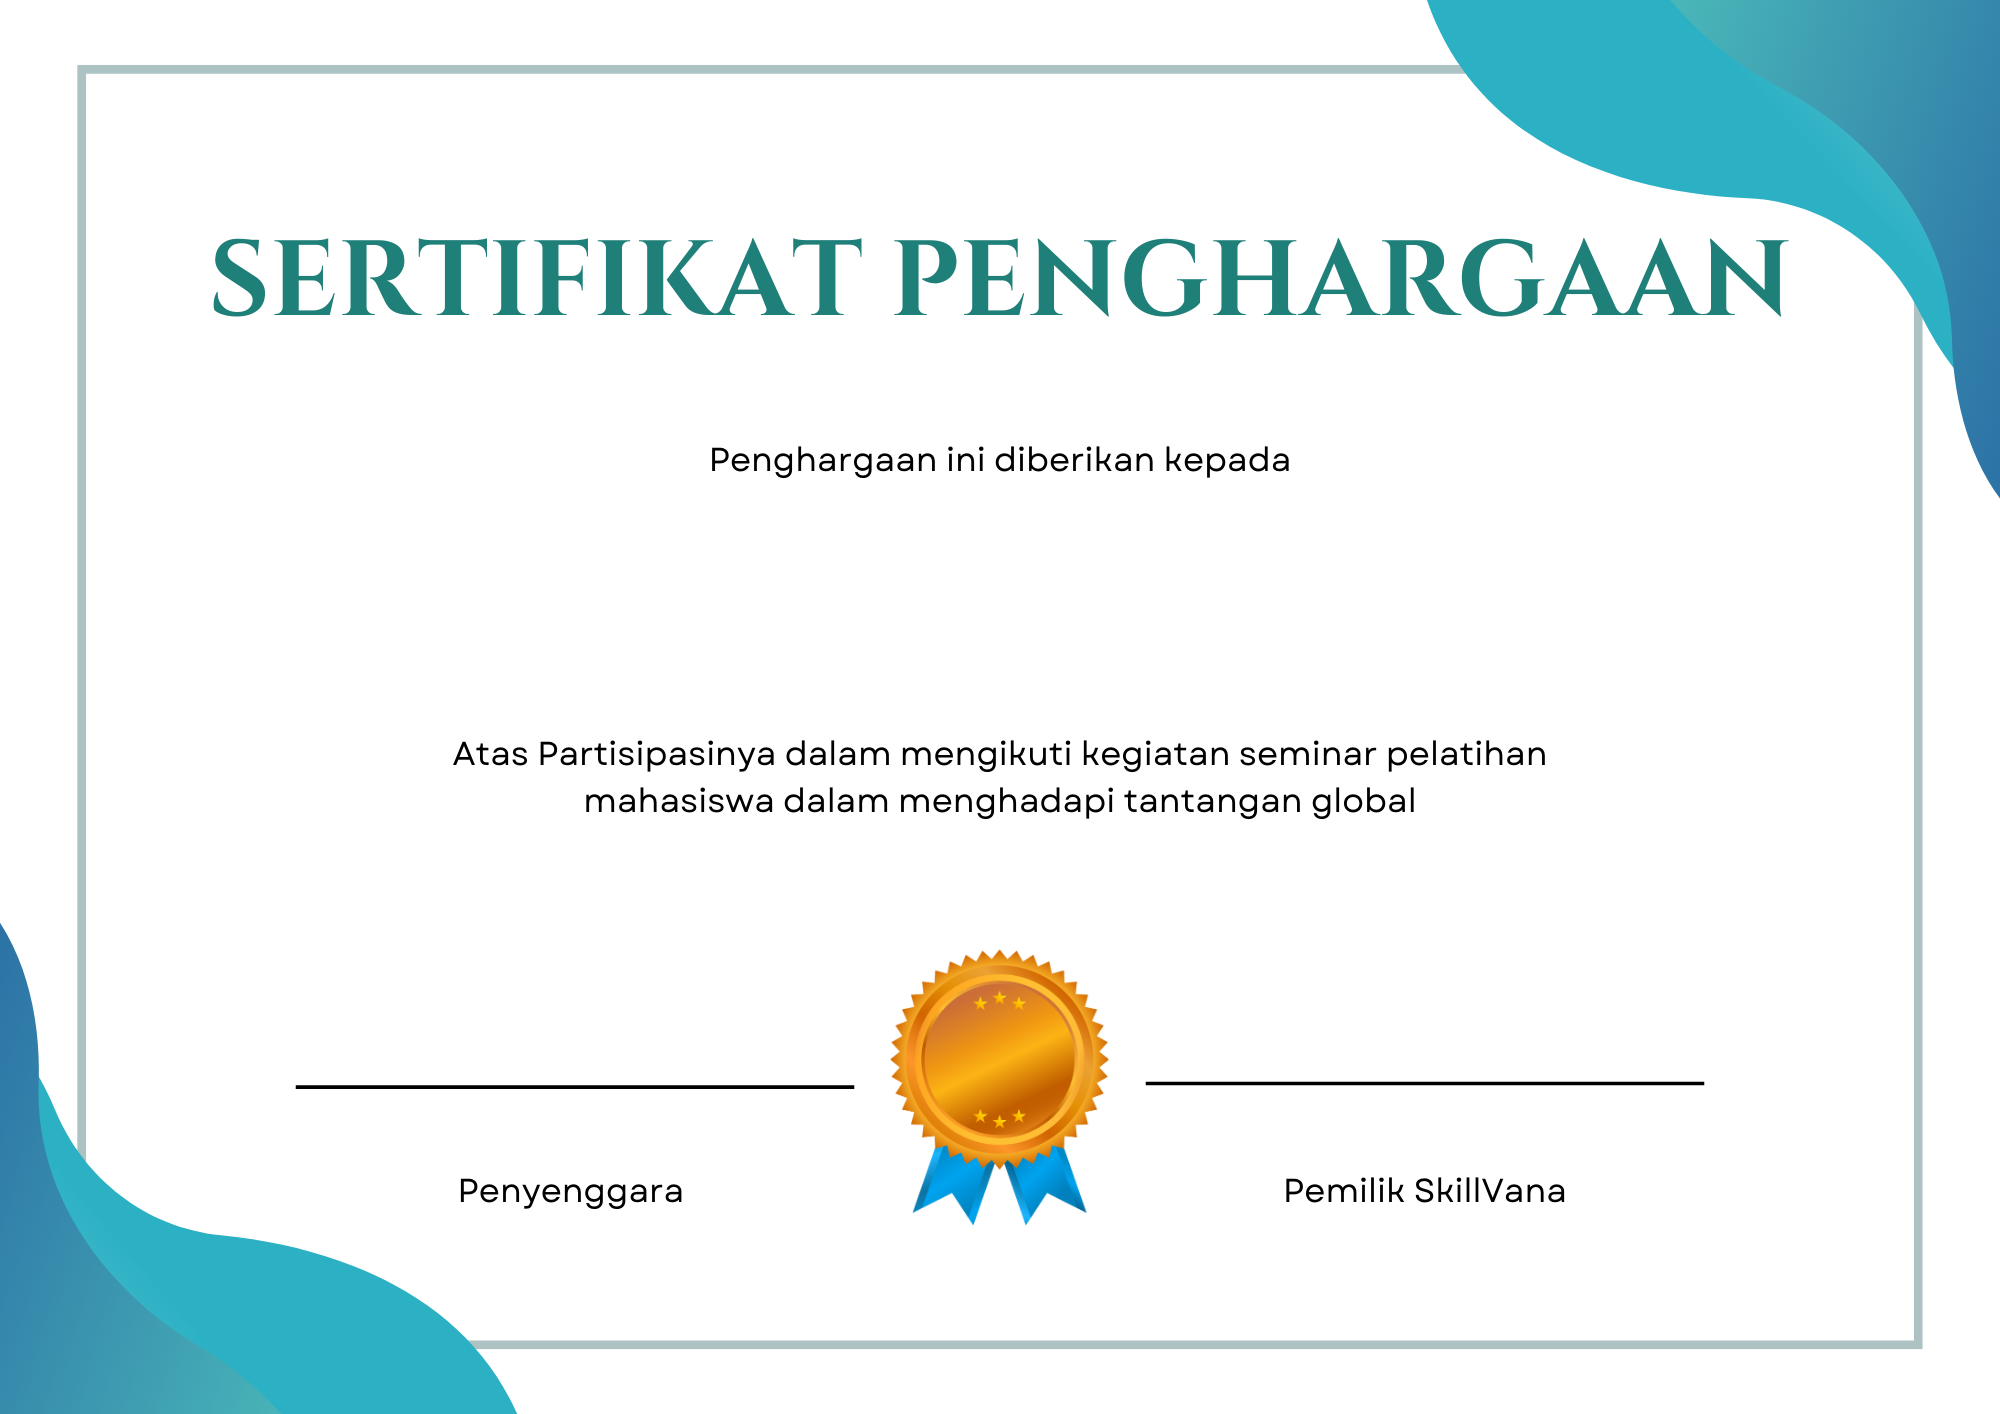 SERTIFIKAT PENGHARGAAN
Penghargaan ini diberikan kepada
Atas Partisipasinya dalam mengikuti kegiatan seminar pelatihan
mahasiswa dalam menghadapi tantangan global
Penyenggara
Pemilik SkillVana